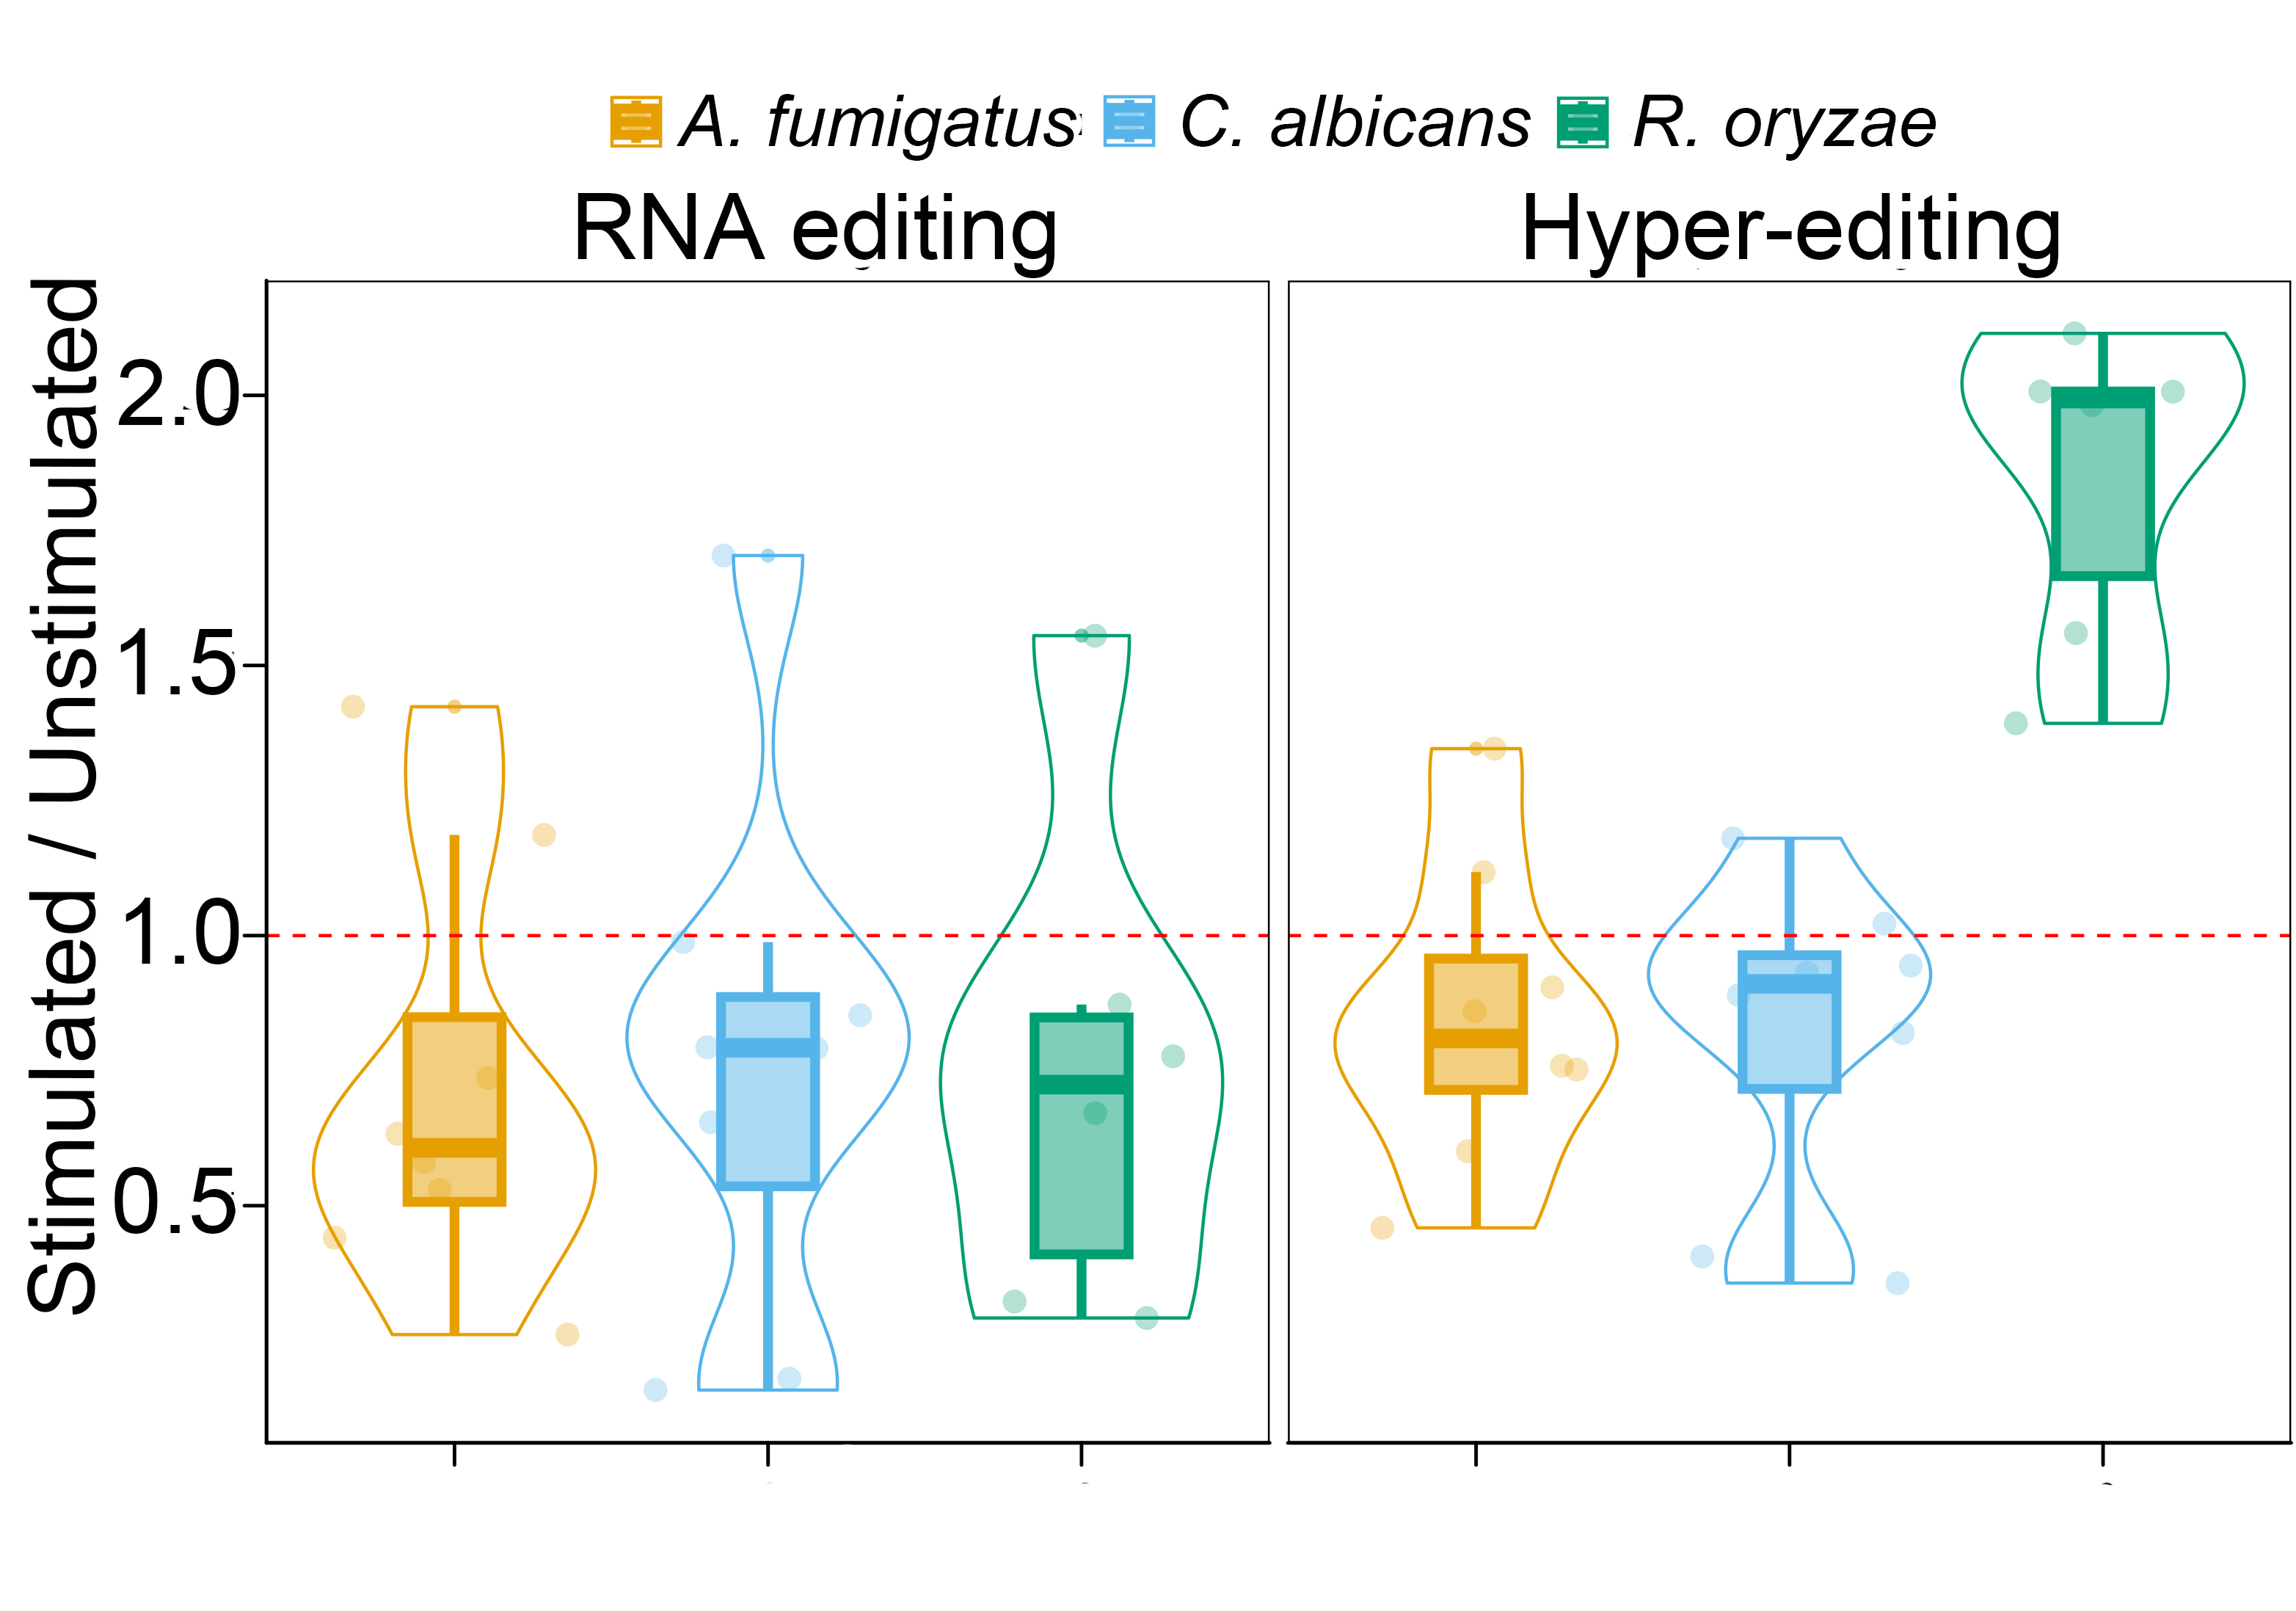 A. fumigatus C. albicans R. oryzae
RNA editing Hyper-editing
Stimulated / Unstimulated
2.0
1.5
1.0
0.5